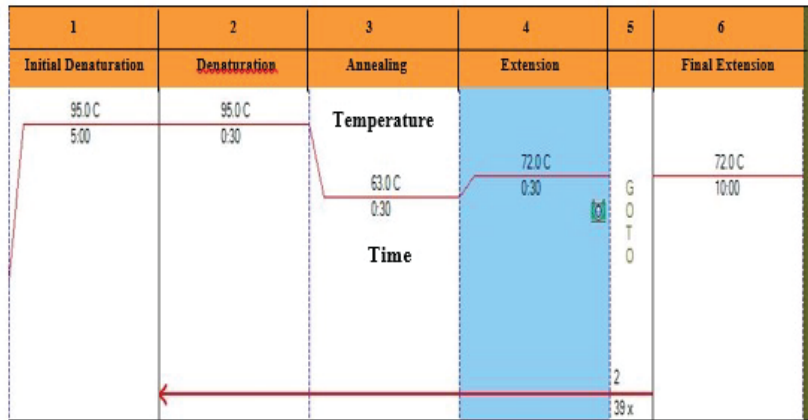 1 2 3 4 5 6
Initial Denaturation Denaturation Annealing Extension Final Extension
95.0 C 95.0 C Temperature
5:00 0:30
63.0 C 72.0 C 72.0 C
0:30 0:30 10:00
GOTO
Time
2
39 x